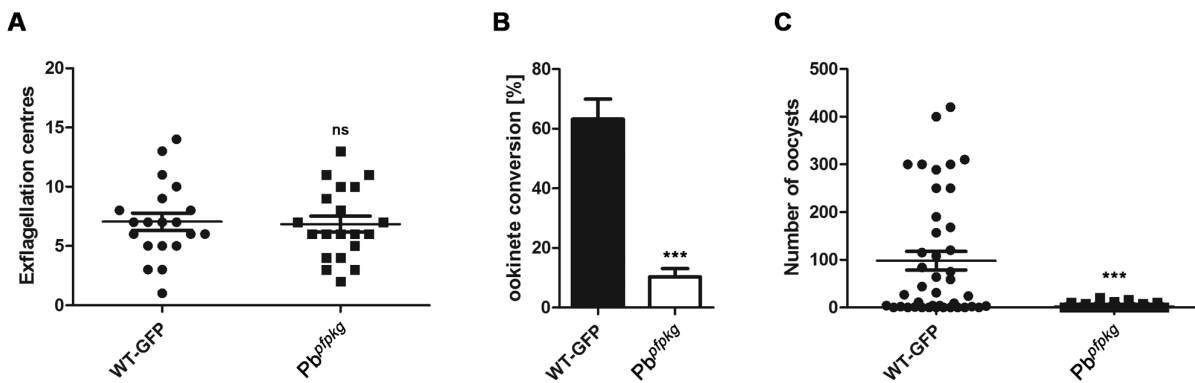 A
Exflagellation centres
20
15
10
5
0
ns
WT-GFP
Pbpfpkg
B
ookinete conversion [%]
80
60
40
20
0
***
WT-GFP
Pbpfpkg
C
Number of oocysts
500
400
300
200
100
0
***
WT-GFP
Pbpfpkg